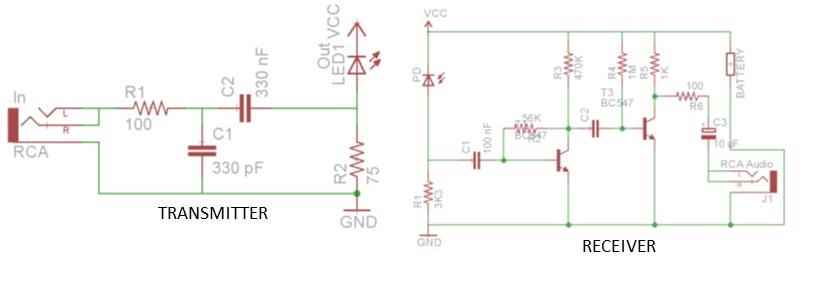 In
RCA
L
R
R1
100
C1
330 pF
C2
330 nF
Out
LED1
VCC
R2
75
GND
TRANSMITTER
VCC
PD
R1
3K3
GND
C1
100 nF
56K
BC547
R2
R3
470K
C2
T3
BC547
R4
1M
R5
1K
100
R6
C3
10 uF
BATTERY
RCA Audio
L
R
J1
RECEIVER